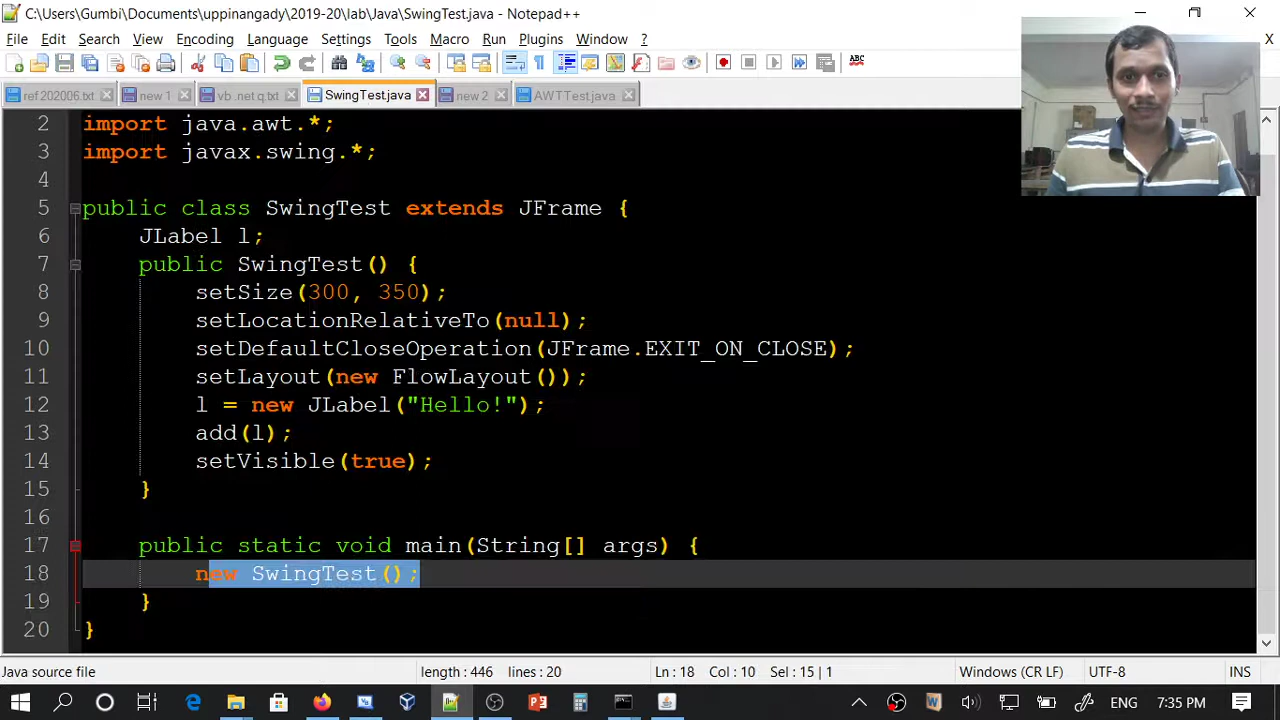 C:\Users\Gumbi\Documents\uppinangady\2019-20\lab\Java\SwingTest.java - Notepad++
File Edit Search View Encoding Language Settings Tools Macro Run Plugins Window ? X
ABC
ref 202006.txt new 1 vb .net q.txt SwingTest.java new 2 AWTTest.java
2 import java.awt.*;
3 import javax.swing.*;
4
5 public class SwingTest extends JFrame {
6 JLabel l;
7 public SwingTest() {
8 setSize(300, 350);
9 setLocationRelativeTo(null);
10 setDefaultCloseOperation(JFrame.EXIT_ON_CLOSE);
11 setLayout(new FlowLayout());
12 l = new JLabel("Hello!");
13 add(l);
14 setVisible(true);
15 }
16
17 public static void main(String[] args) {
18 new SwingTest();
19 }
20 }
Java source file length : 446 lines : 20 Ln : 18 Col : 10 Sel : 15 | 1 Windows (CR LF) UTF-8 INS
ENG 7:35 PM